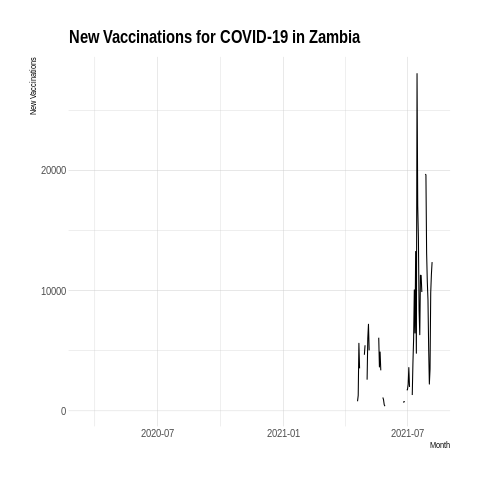 New Vaccinations for COVID-19 in Zambia
New Vaccinations
20000
10000
0
2020-07
2021-01
2021-07
Month